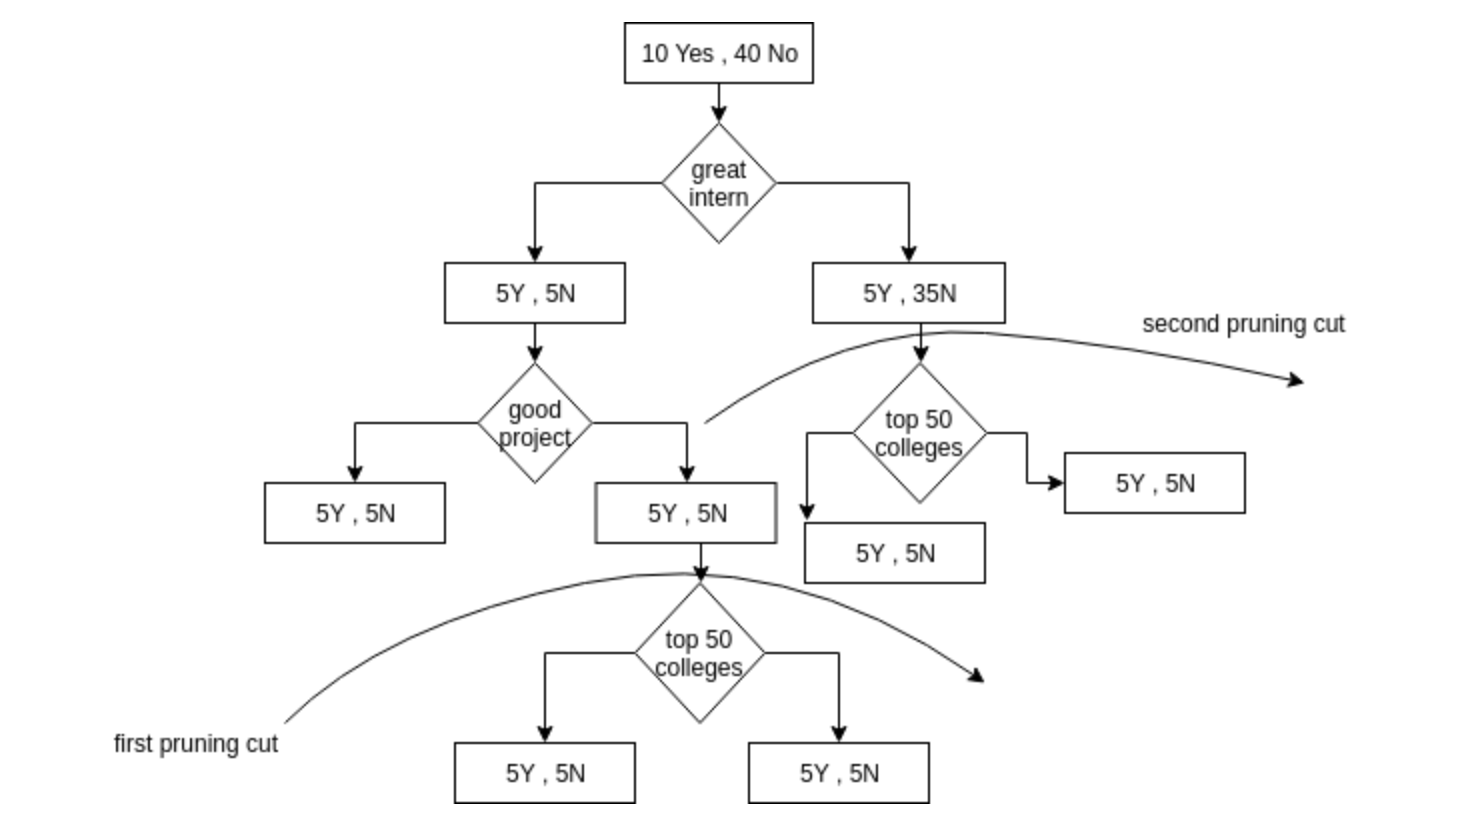 10 Yes , 40 No
great
intern
5Y , 5N
5Y , 35N
second pruning cut
good
project
top 50
colleges
5Y , 5N
5Y , 5N
5Y , 5N
5Y , 5N
top 50
colleges
first pruning cut
5Y , 5N
5Y , 5N